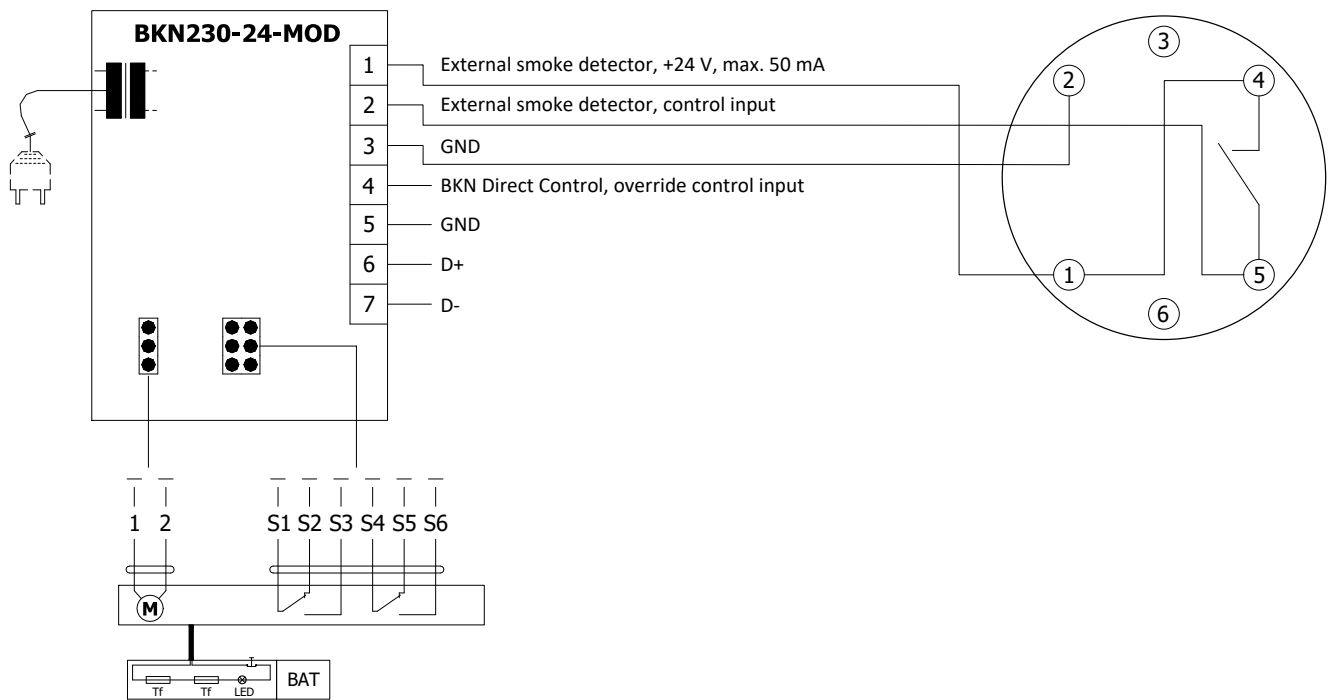 BKN230-24-MOD
1 External smoke detector, +24 V, max. 50 mA
2 External smoke detector, control input
3 GND
4 BKN Direct Control, override control input
5 GND
6 D+
7 D-
3
2 4
1 5
6
1 2 S1 S2 S3 S4 S5 S6
M
Tf Tf LED BAT